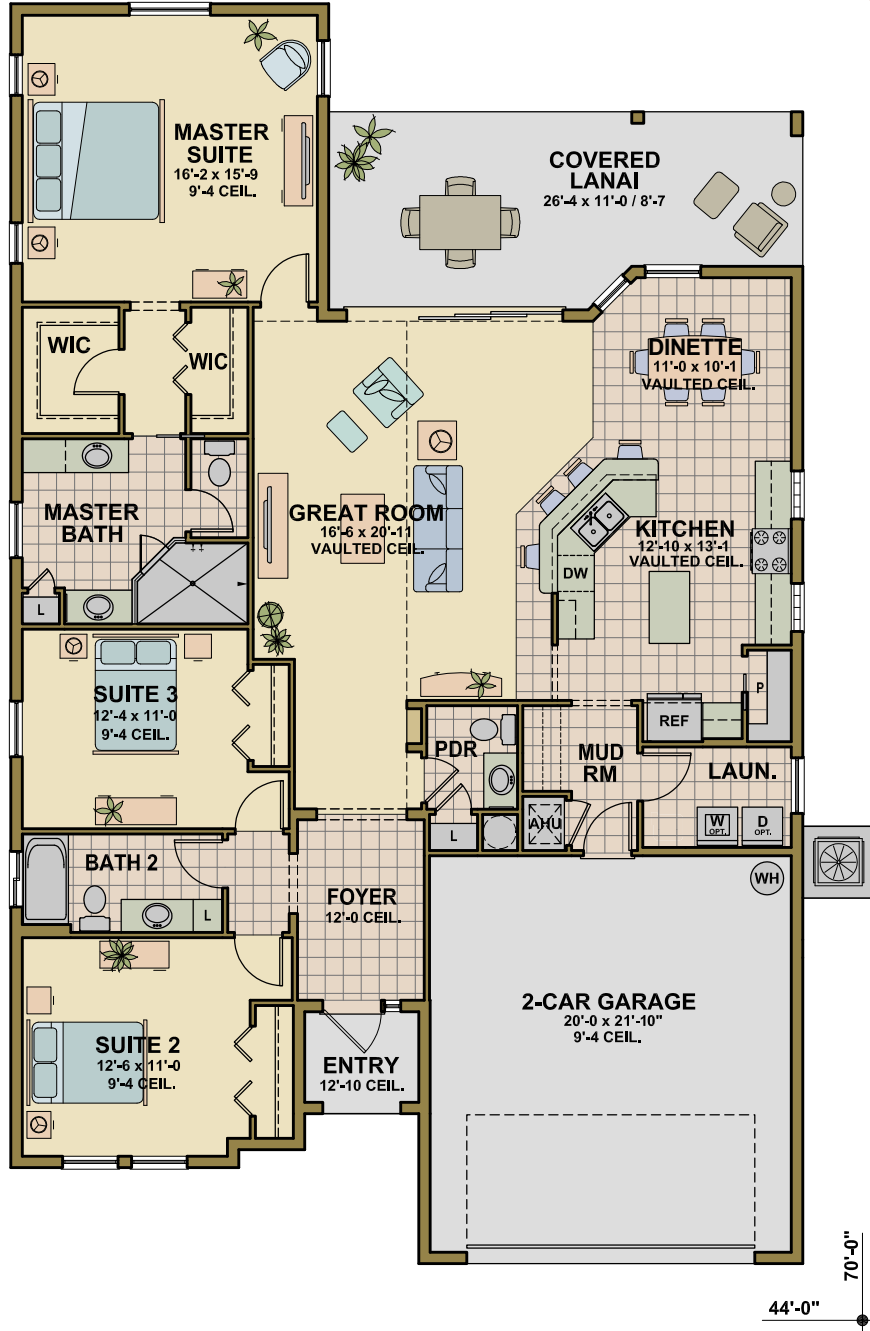 MASTER
SUITE
16'-2 x 15'-9
9'-4 CEIL.
COVERED
LANAI
26'-4 x 11'-0 / 8'-7
WIC
WIC
DINETTE
11'-0 x 10'-1
VAULTED CEIL.
MASTER
BATH
GREAT ROOM
16'-6 x 20'-11
VAULTED CEIL.
KITCHEN
12'-10 x 13'-1
VAULTED CEIL.
DW
L
SUITE 3
12'-4 x 11'-0
9'-4 CEIL.
P
REF
PDR
MUD
RM
LAUN.
W
OPT.
D
OPT.
AHU
L
BATH 2
L
WH
FOYER
12'-0 CEIL.
2-CAR GARAGE
20'-0 x 21'-10"
9'-4 CEIL.
SUITE 2
12'-6 x 11'-0
9'-4 CEIL.
ENTRY
12'-10 CEIL.
70'-0"
44'-0"